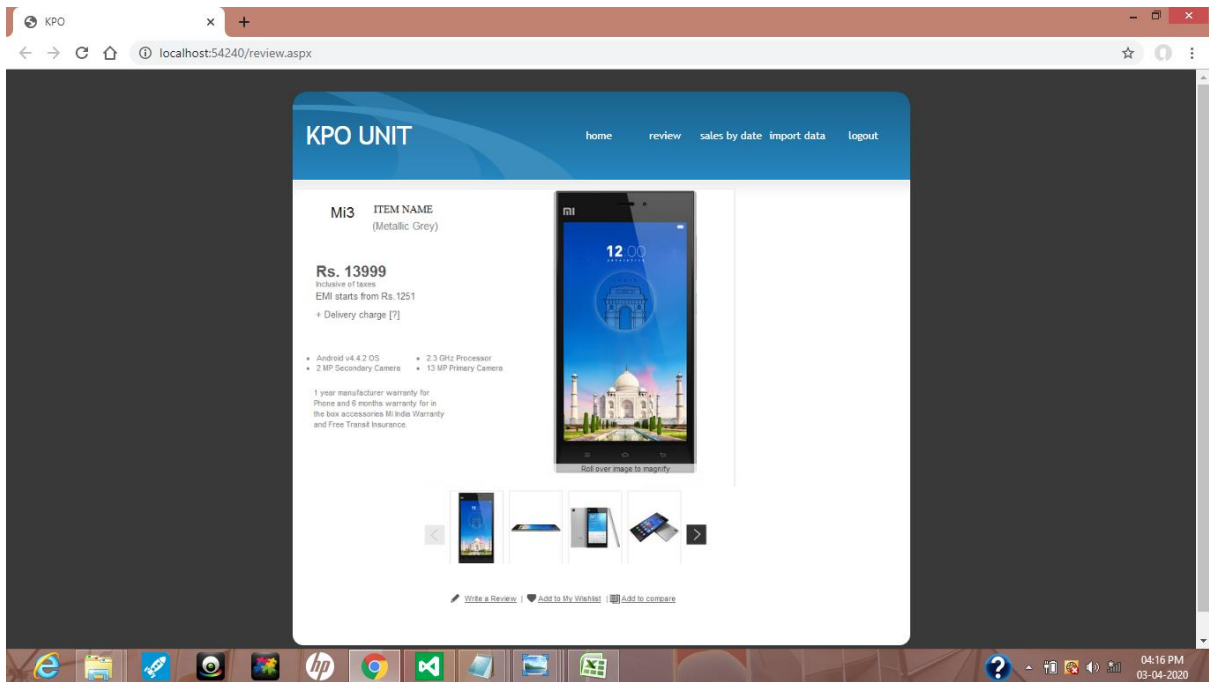 KPO
localhost:54240/review.aspx
KPO UNIT
home review sales by date import data logout
Mi3 ITEM NAME
(Metallic Grey)
Rs. 13999
Inclusive of taxes
EMI starts from Rs.1251
+ Delivery charge [?]
• Android v4.4.2 OS • 2.3 GHz Processor
• 2 MP Secondary Camera • 13 MP Primary Camera
1 year manufacturer warranty for
Phone and 6 months warranty for in
the box accessories Mi India Warranty
and Free Transit Insurance.
MI
12:00
Roll over image to magnify
Write a Review | Add to My Wishlist | Add to compare
hp
04:16 PM
03-04-2020